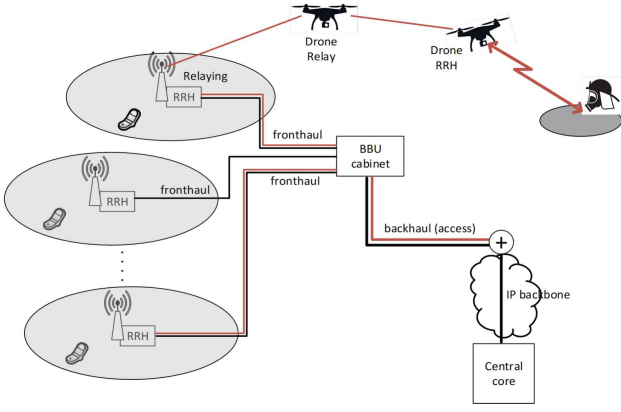 Drone
Relay
Drone
RRH
Relaying
RRH
fronthaul
BBU
cabinet
fronthaul
fronthaul
RRH
backhaul (access)
+
IP backbone
RRH
Central
core